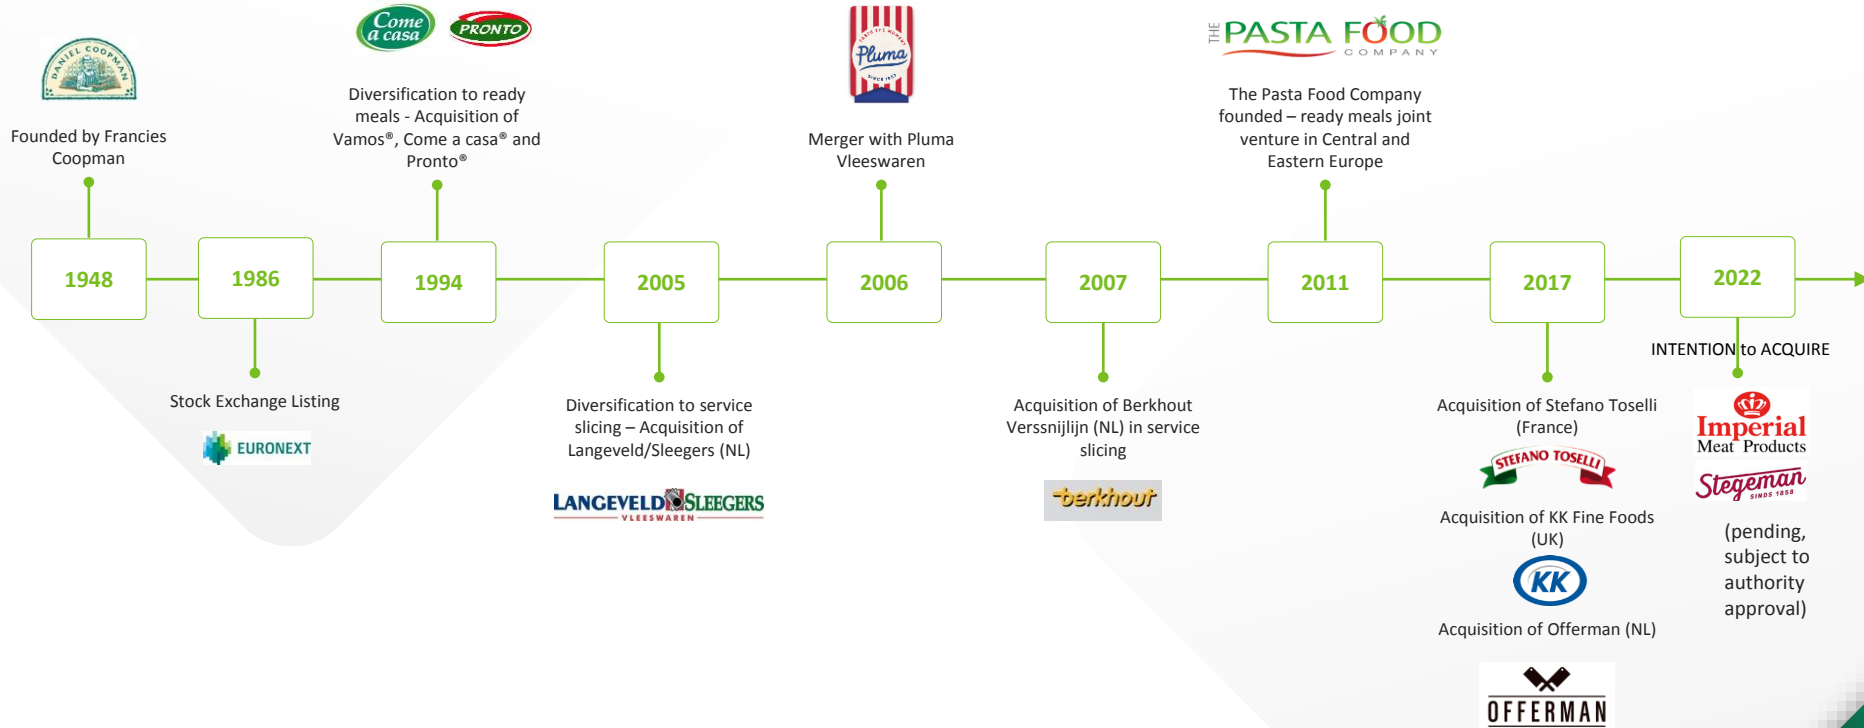 DANIEL COOPMAN
Founded by Francies
Coopman
1948
1986
Stock Exchange Listing
EURONEXT
Come
a casa
PRONTO
Diversification to ready
meals - Acquisition of
Vamos®, Come a casa® and
Pronto®
1994
2005
Diversification to service
slicing – Acquisition of
Langeveld/Sleegers (NL)
LANGEVELD SLEEGERS
VLEESWAREN
Pluma
Merger with Pluma
Vleeswaren
2006
2007
Acquisition of Berkhout
Verssnijlijn (NL) in service
slicing
berkhout
THE PASTA FOOD
COMPANY
The Pasta Food Company
founded – ready meals joint
venture in Central and
Eastern Europe
2011
2017
Acquisition of Stefano Toselli
(France)
STEFANO TOSELLI
Acquisition of KK Fine Foods
(UK)
KK
Acquisition of Offerman (NL)
OFFERMAN
2022
INTENTION to ACQUIRE
Imperial
Meat Products
Stegeman
SINDS 1858
(pending,
subject to
authority
approval)